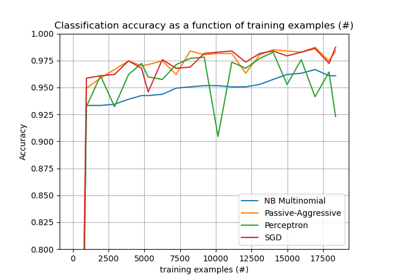 Classification accuracy as a function of training examples (#)
1.000
0.975
0.950
0.925
0.900
0.875
0.850
0.825
0.800
Accuracy
NB Multinomial
Passive-Aggressive
Perceptron
SGD
0 2500 5000 7500 10000 12500 15000 17500
training examples (#)